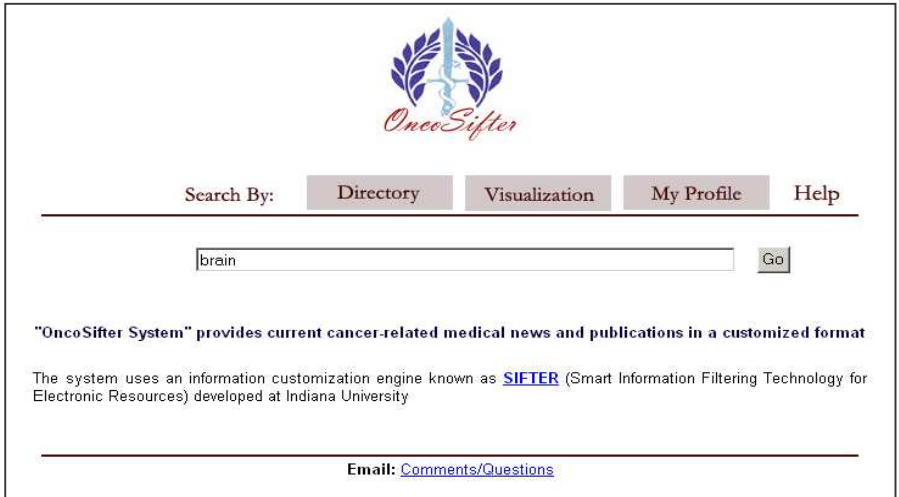 OncoSifter
Search By: Directory Visualization My Profile Help
brain Go
"OncoSifter System" provides current cancer-related medical news and publications in a customized format
The system uses an information customization engine known as SIFTER (Smart Information Filtering Technology for
Electronic Resources) developed at Indiana University
Email: Comments/Questions